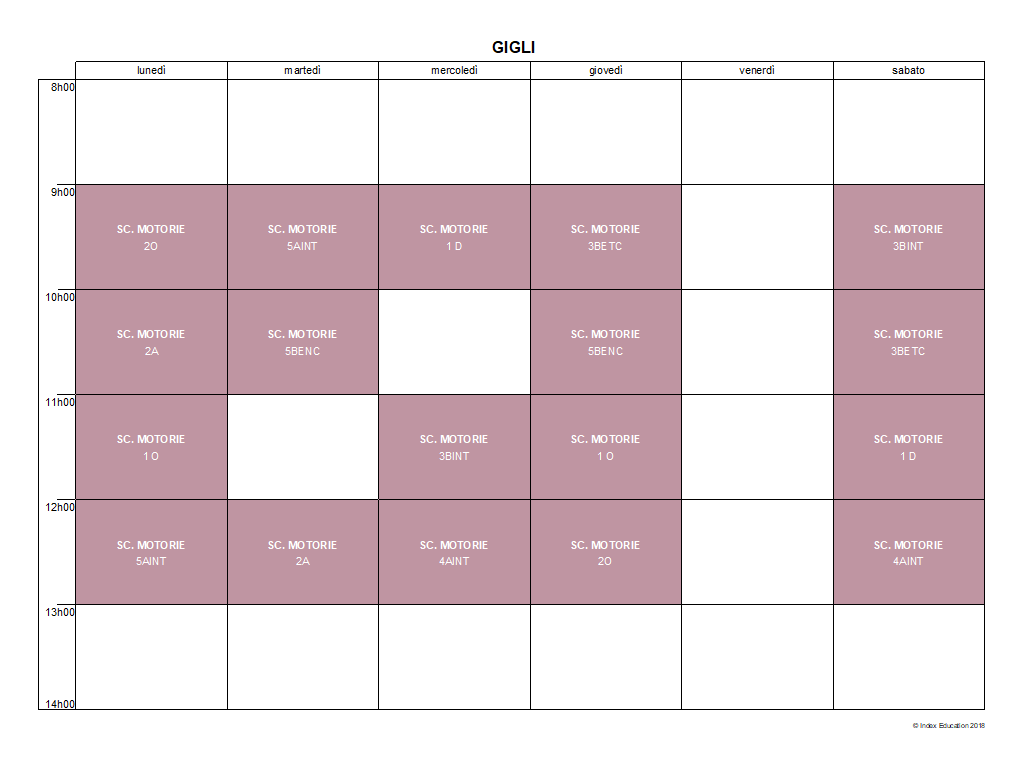 GIGLI
lunedì martedì mercoledì giovedì venerdì sabato
8h00
9h00
SC. MOTORIE SC. MOTORIE SC. MOTORIE SC. MOTORIE SC. MOTORIE
2O 5AINT 1 D 3BETC 3BINT
10h00
SC. MOTORIE SC. MOTORIE SC. MOTORIE SC. MOTORIE
2A 5BENC 5BENC 3BETC
11h00
SC. MOTORIE SC. MOTORIE SC. MOTORIE SC. MOTORIE
1 O 3BINT 1 O 1 D
12h00
SC. MOTORIE SC. MOTORIE SC. MOTORIE SC. MOTORIE SC. MOTORIE
5AINT 2A 4AINT 2O 4AINT
13h00
14h00
© Index Education 2018